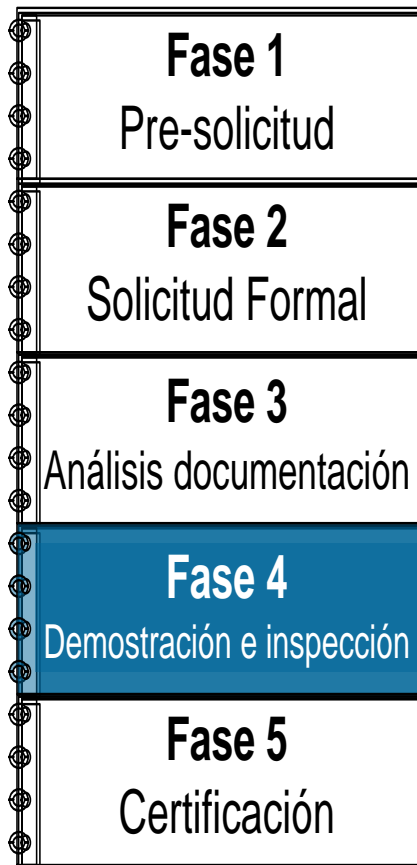 Fase 1
Pre-solicitud
Fase 2
Solicitud Formal
Fase 3
Análisis documentación
Fase 4
Demostración e inspección
Fase 5
Certificación